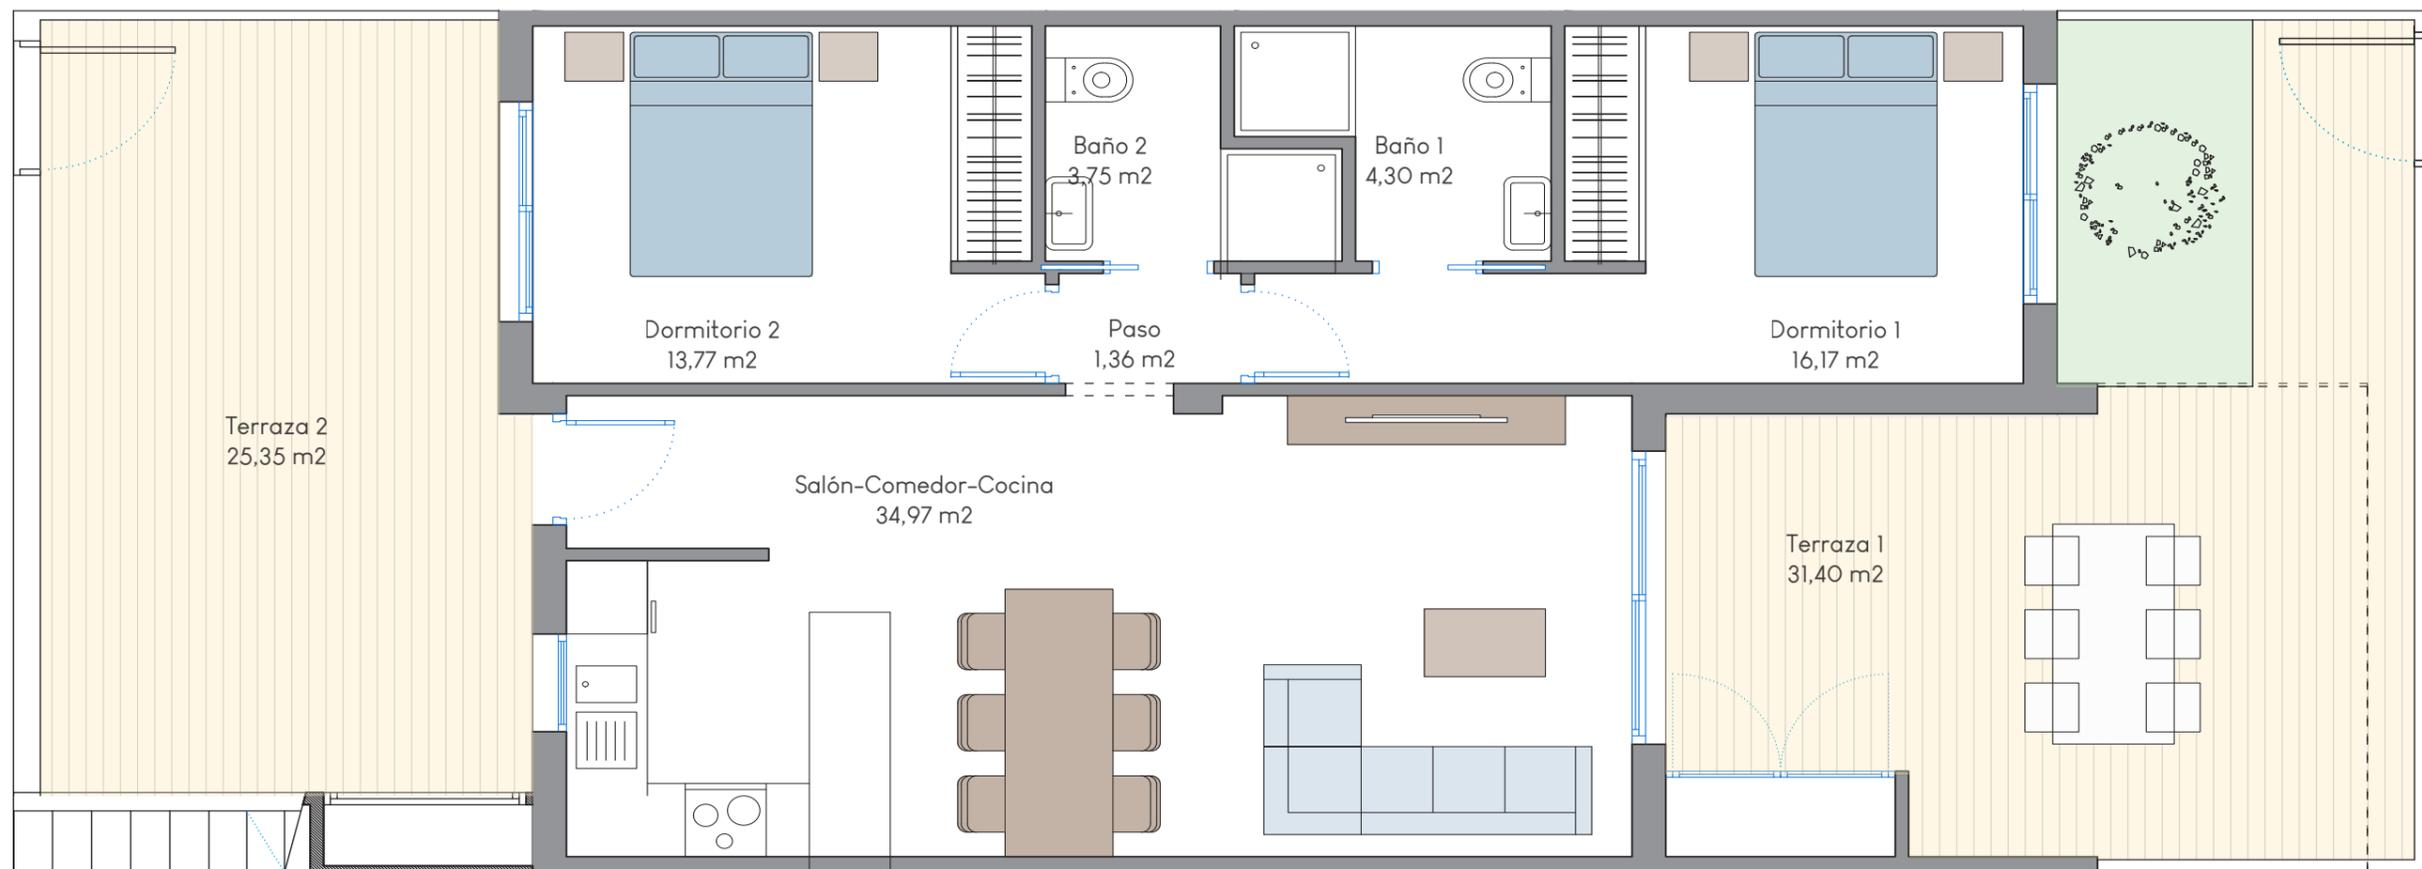 Baño 2
3,75 m2
Baño 1
4,30 m2
Dormitorio 2
13,77 m2
Paso
1,36 m2
Dormitorio 1
16,17 m2
Terraza 2
25,35 m2
Salón-Comedor-Cocina
34,97 m2
Terraza 1
31,40 m2